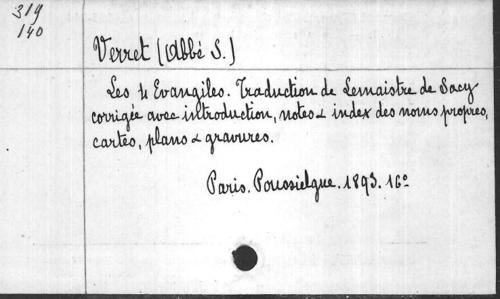 319
140
Verret (Abbé S.)
Les 4 Evangiles. Traduction de Lemaistre de Sacy
corrigée avec introduction, notes & index des noms propres,
cartes, plans & gravures.
Paris. Poussielgue. 1893. 16º